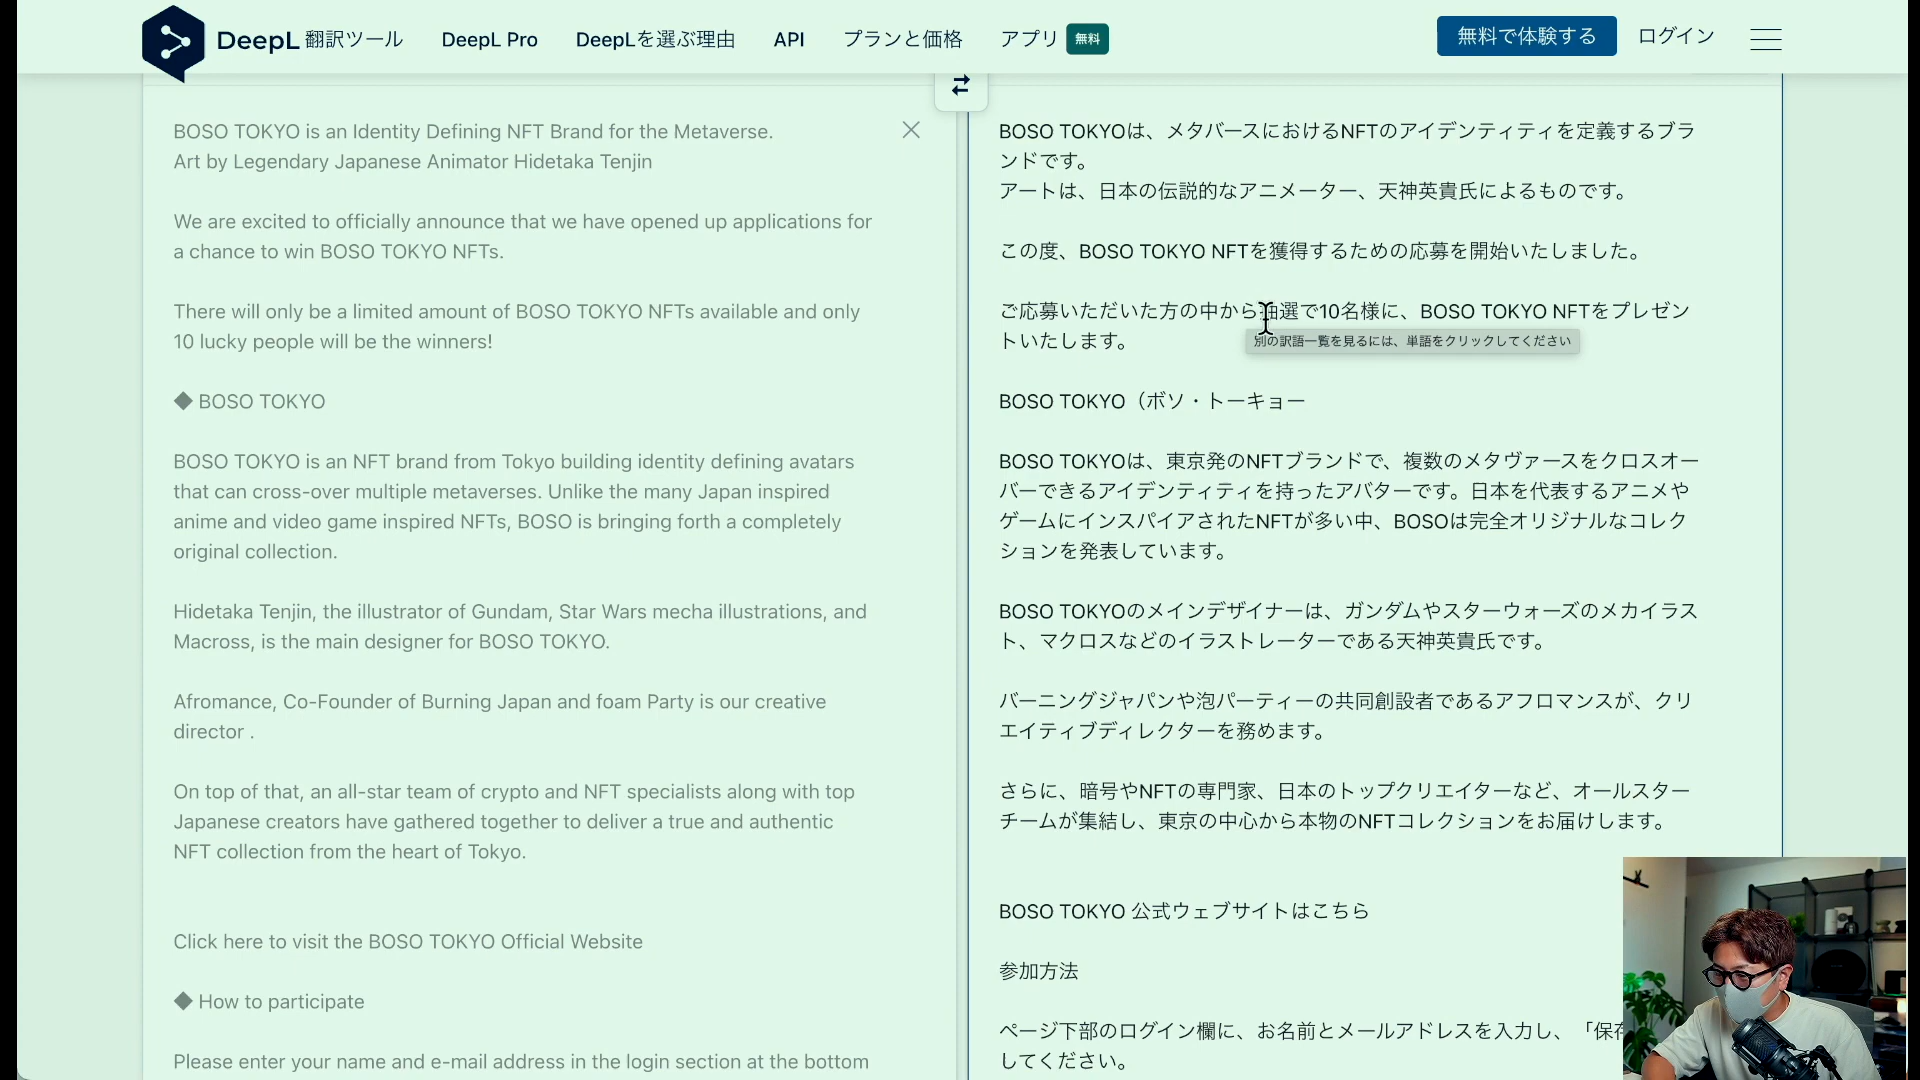 DeepL 翻訳ツール DeepL Pro DeepLを選ぶ理由 API プランと価格 アプリ 無料 無料で体験する ログイン
BOSO TOKYO is an Identity Defining NFT Brand for the Metaverse.
Art by Legendary Japanese Animator Hidetaka Tenjin
We are excited to officially announce that we have opened up applications for
a chance to win BOSO TOKYO NFTs.
There will only be a limited amount of BOSO TOKYO NFTs available and only
10 lucky people will be the winners!
◆ BOSO TOKYO
BOSO TOKYO is an NFT brand from Tokyo building identity defining avatars
that can cross-over multiple metaverses. Unlike the many Japan inspired
anime and video game inspired NFTs, BOSO is bringing forth a completely
original collection.
Hidetaka Tenjin, the illustrator of Gundam, Star Wars mecha illustrations, and
Macross, is the main designer for BOSO TOKYO.
Afromance, Co-Founder of Burning Japan and foam Party is our creative
director .
On top of that, an all-star team of crypto and NFT specialists along with top
Japanese creators have gathered together to deliver a true and authentic
NFT collection from the heart of Tokyo.
Click here to visit the BOSO TOKYO Official Website
◆ How to participate
Please enter your name and e-mail address in the login section at the bottom
BOSO TOKYOは、メタバースにおけるNFTのアイデンティティを定義するブラ
ンドです。
アートは、日本の伝説的なアニメーター、天神英貴氏によるものです。
この度、BOSO TOKYO NFTを獲得するための応募を開始いたしました。
ご応募いただいた方の中から抽選で10名様に、BOSO TOKYO NFTをプレゼン
トいたします。
別の訳語一覧を見るには、単語をクリックしてください
BOSO TOKYO（ボソ・トーキョー
BOSO TOKYOは、東京発のNFTブランドで、複数のメタヴァースをクロスオー
バーできるアイデンティティを持ったアバターです。日本を代表するアニメや
ゲームにインスパイアされたNFTが多い中、BOSOは完全オリジナルなコレク
ションを発表しています。
BOSO TOKYOのメインデザイナーは、ガンダムやスターウォーズのメカイラス
ト、マクロスなどのイラストレーターである天神英貴氏です。
バーニングジャパンや泡パーティーの共同創設者であるアフロマンスが、クリ
エイティブディレクターを務めます。
さらに、暗号やNFTの専門家、日本のトップクリエイターなど、オールスター
チームが集結し、東京の中心から本物のNFTコレクションをお届けします。
BOSO TOKYO 公式ウェブサイトはこちら
参加方法
ページ下部のログイン欄に、お名前とメールアドレスを入力し、「保存
してください。